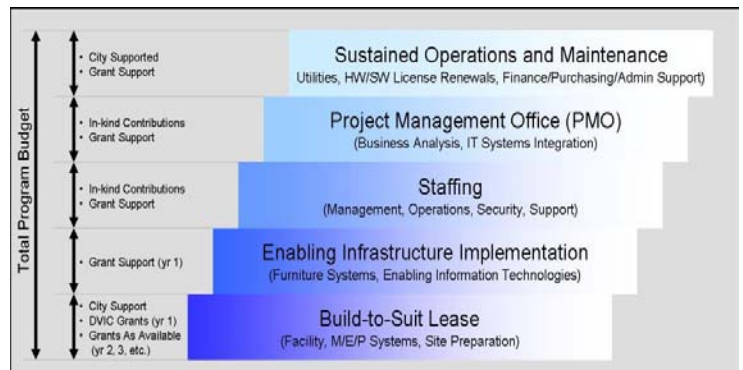 Total Program Budget
• City Supported
• Grant Support
Sustained Operations and Maintenance
Utilities, HW/SW License Renewals, Finance/Purchasing/Admin Support)
• In-kind Contributions
• Grant Support
Project Management Office (PMO)
(Business Analysis, IT Systems Integration)
• In-kind Contributions
• Grant Support
Staffing
(Management, Operations, Security, Support)
• Grant Support (yr 1)
Enabling Infrastructure Implementation
(Furniture Systems, Enabling Information Technologies)
• City Support
• DVIC Grants (yr 1)
• Grants As Available
(yr 2, 3, etc.)
Build-to-Suit Lease
(Facility, M/E/P Systems, Site Preparation)